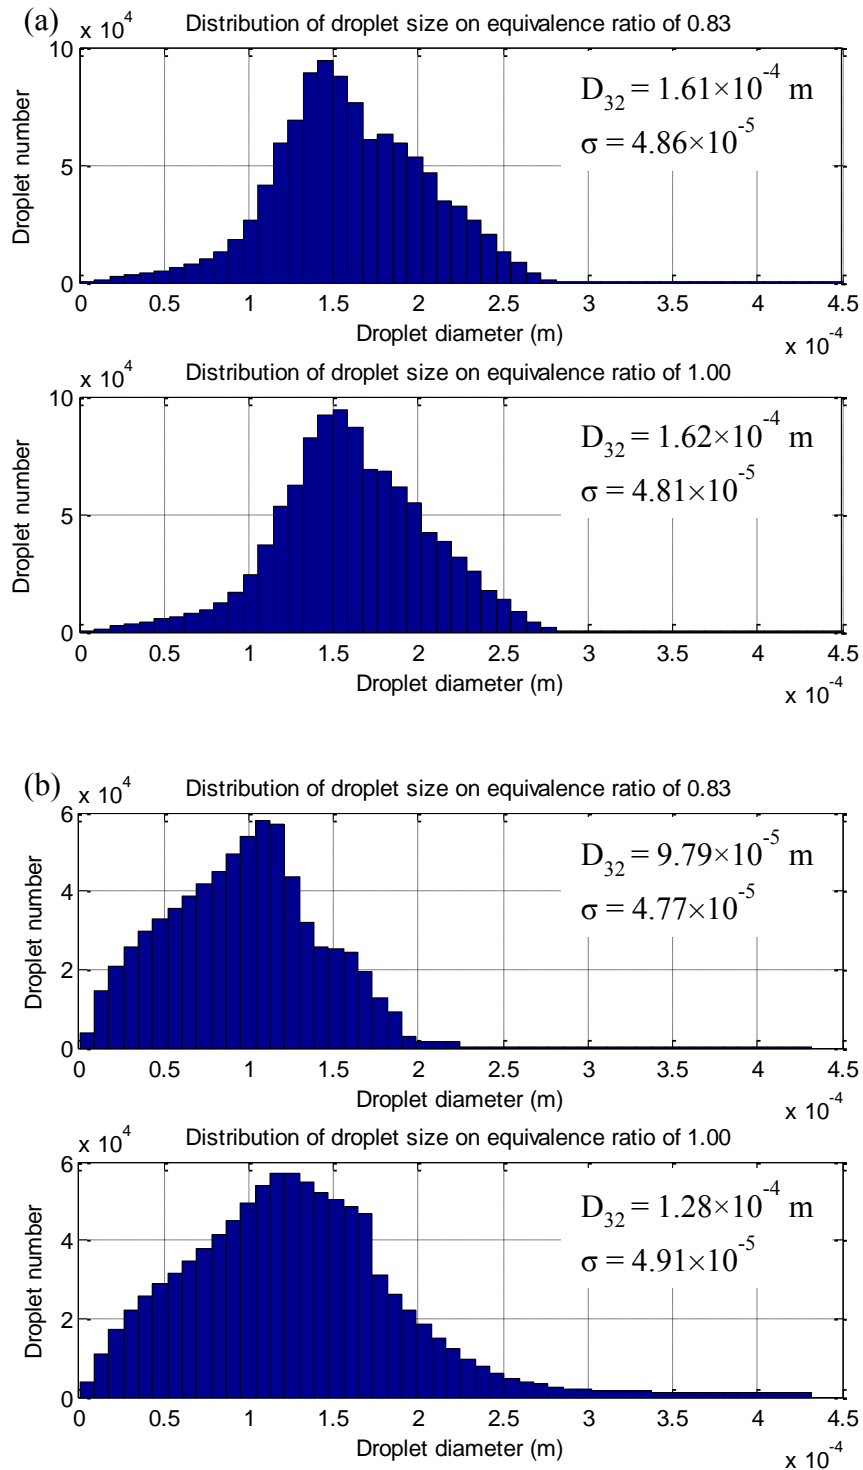 (a)
Distribution of droplet size on equivalence ratio of 0.83
x 10^4
10
5
0
Droplet number
D_32 = 1.61×10^-4 m
σ = 4.86×10^-5
0 0.5 1 1.5 2 2.5 3 3.5 4 4.5
Droplet diameter (m)
x 10^-4
Distribution of droplet size on equivalence ratio of 1.00
x 10^4
10
5
0
Droplet number
D_32 = 1.62×10^-4 m
σ = 4.81×10^-5
0 0.5 1 1.5 2 2.5 3 3.5 4 4.5
Droplet diameter (m)
x 10^-4
(b)
Distribution of droplet size on equivalence ratio of 0.83
x 10^4
6
4
2
0
Droplet number
D_32 = 9.79×10^-5 m
σ = 4.77×10^-5
0 0.5 1 1.5 2 2.5 3 3.5 4 4.5
Droplet diameter (m)
x 10^-4
Distribution of droplet size on equivalence ratio of 1.00
x 10^4
6
4
2
0
Droplet number
D_32 = 1.28×10^-4 m
σ = 4.91×10^-5
0 0.5 1 1.5 2 2.5 3 3.5 4 4.5
Droplet diameter (m)
x 10^-4